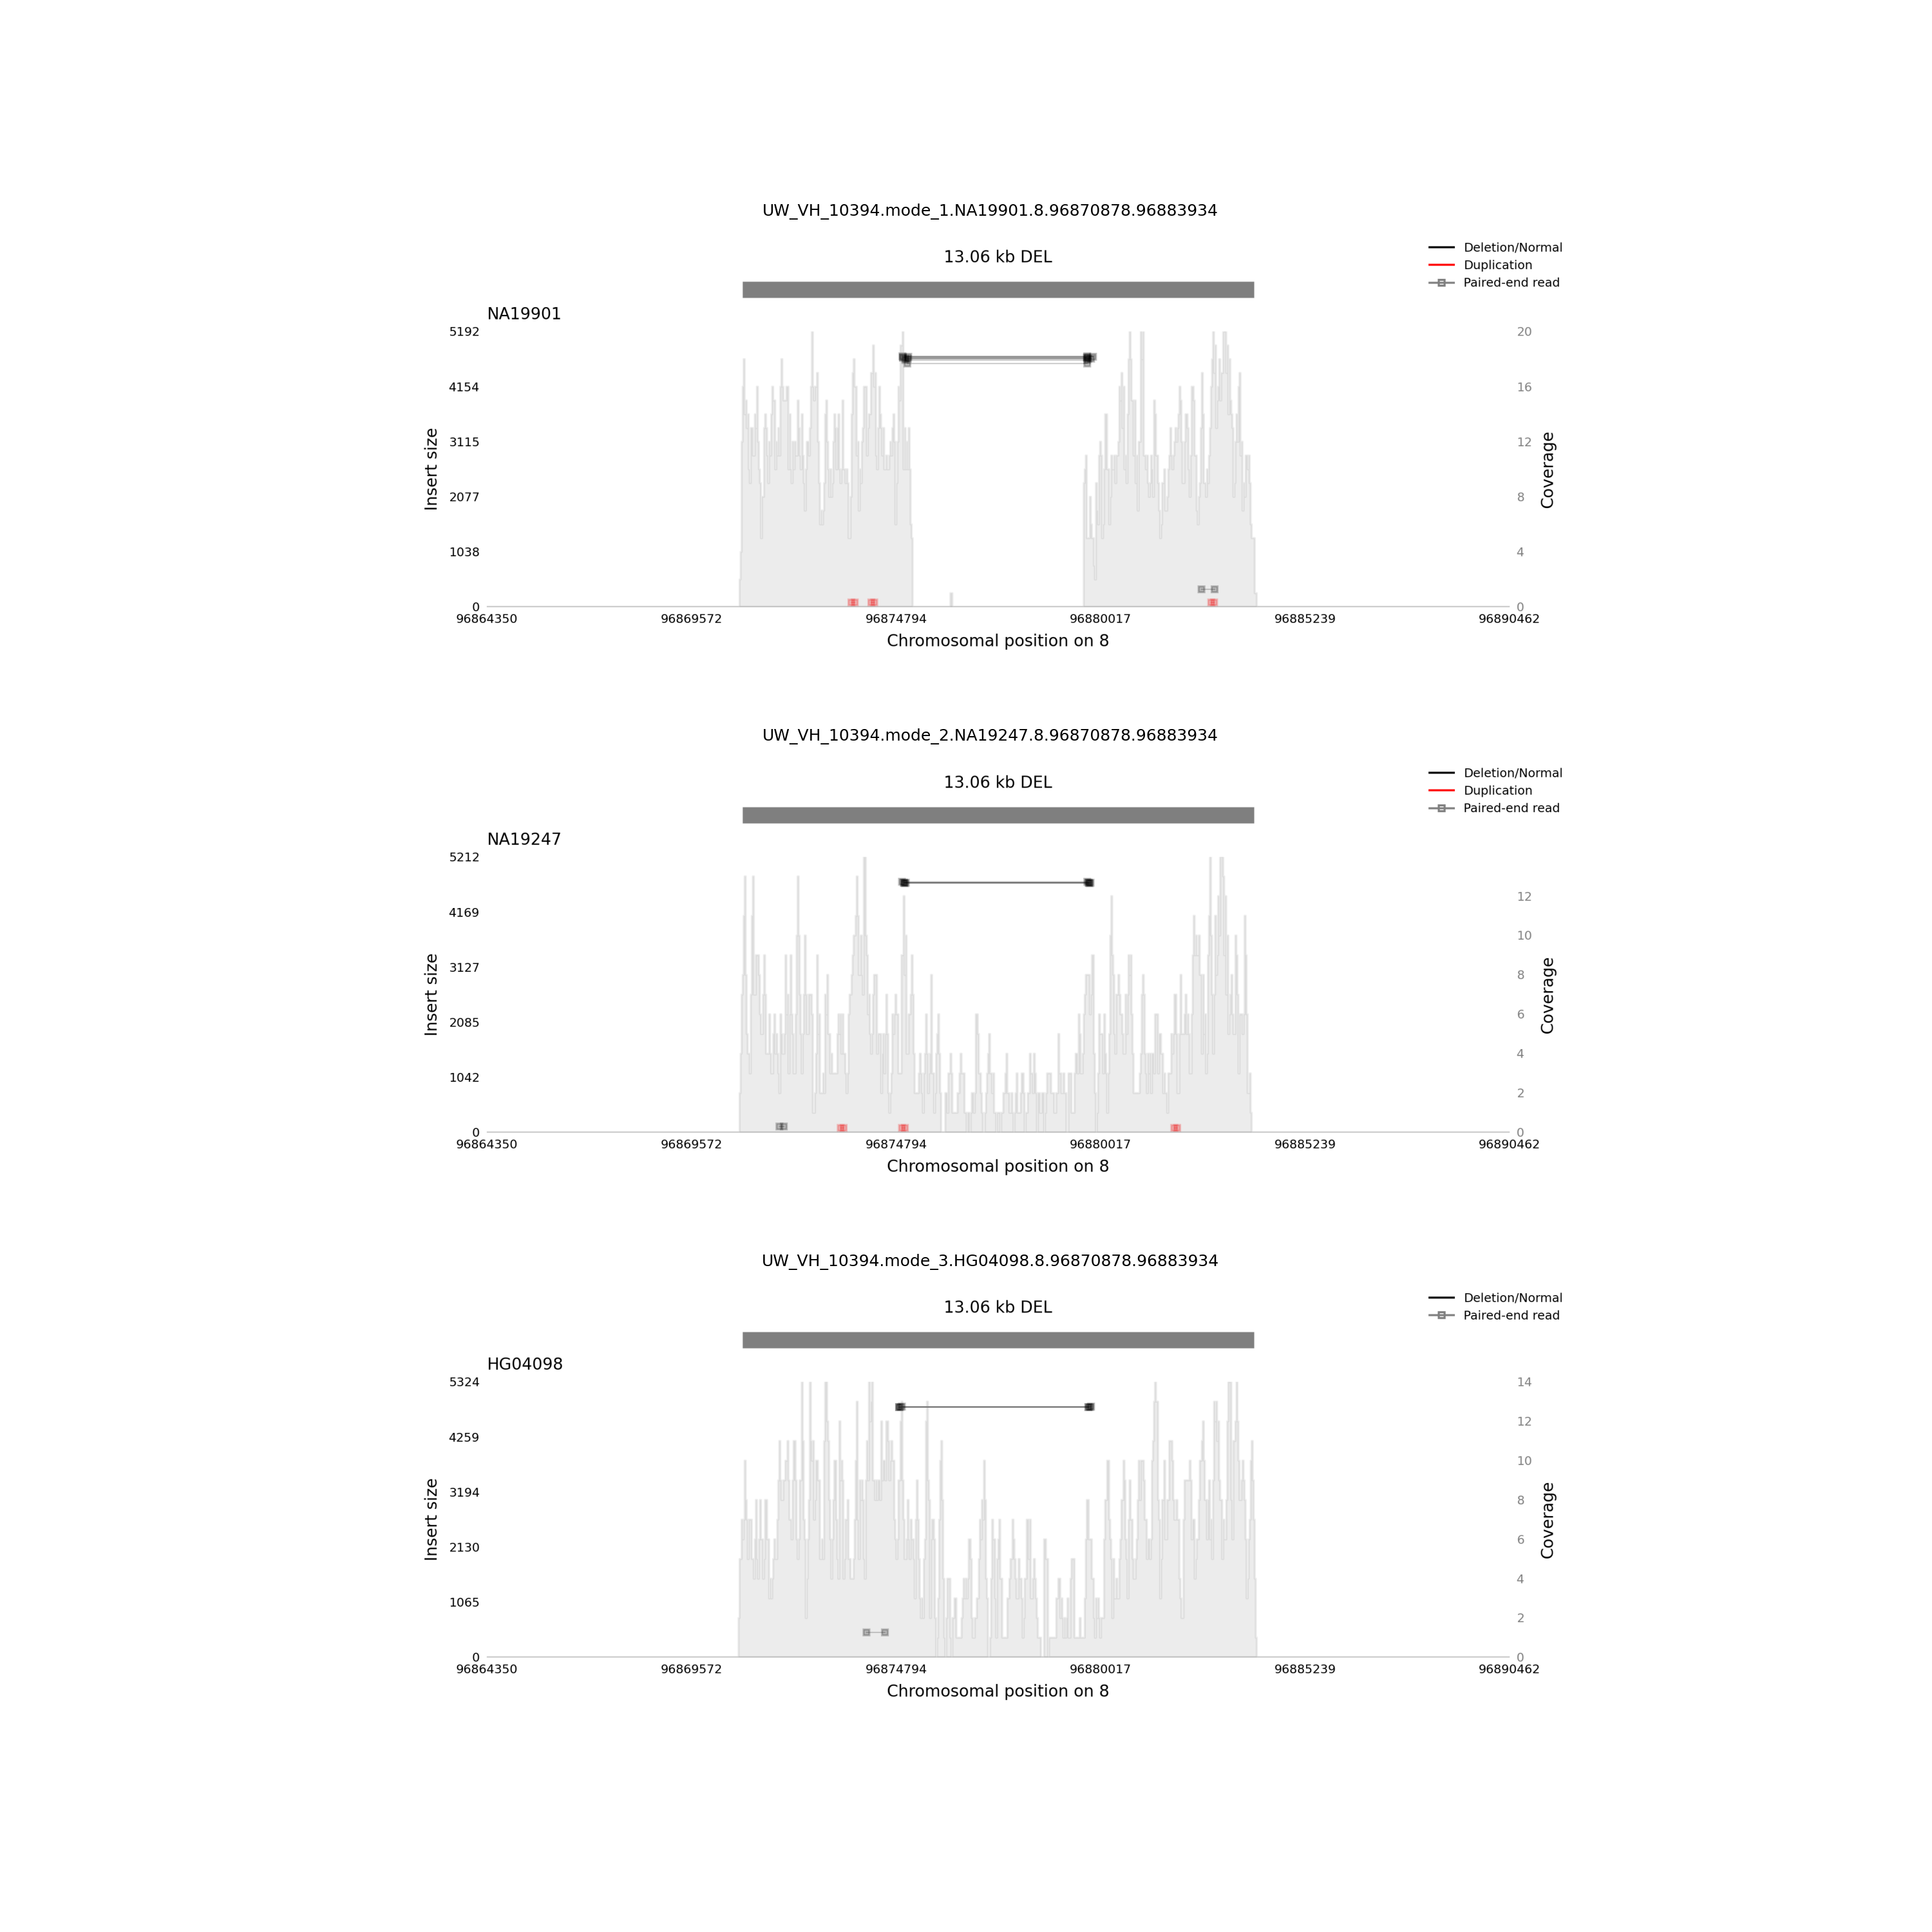 UW_VH_10394.mode_1.NA19901.8.96870878.96883934
13.06 kb DEL
Deletion/Normal
Duplication
Paired-end read
NA19901
5192
4154
3115
2077
1038
0
Insert size
20
16
12
8
4
0
Coverage
96864350 96869572 96874794 96880017 96885239 96890462
Chromosomal position on 8
UW_VH_10394.mode_2.NA19247.8.96870878.96883934
13.06 kb DEL
Deletion/Normal
Duplication
Paired-end read
NA19247
5212
4169
3127
2085
1042
0
Insert size
12
10
8
6
4
2
0
Coverage
96864350 96869572 96874794 96880017 96885239 96890462
Chromosomal position on 8
UW_VH_10394.mode_3.HG04098.8.96870878.96883934
13.06 kb DEL
Deletion/Normal
Paired-end read
HG04098
5324
4259
3194
2130
1065
0
Insert size
14
12
10
8
6
4
2
0
Coverage
96864350 96869572 96874794 96880017 96885239 96890462
Chromosomal position on 8